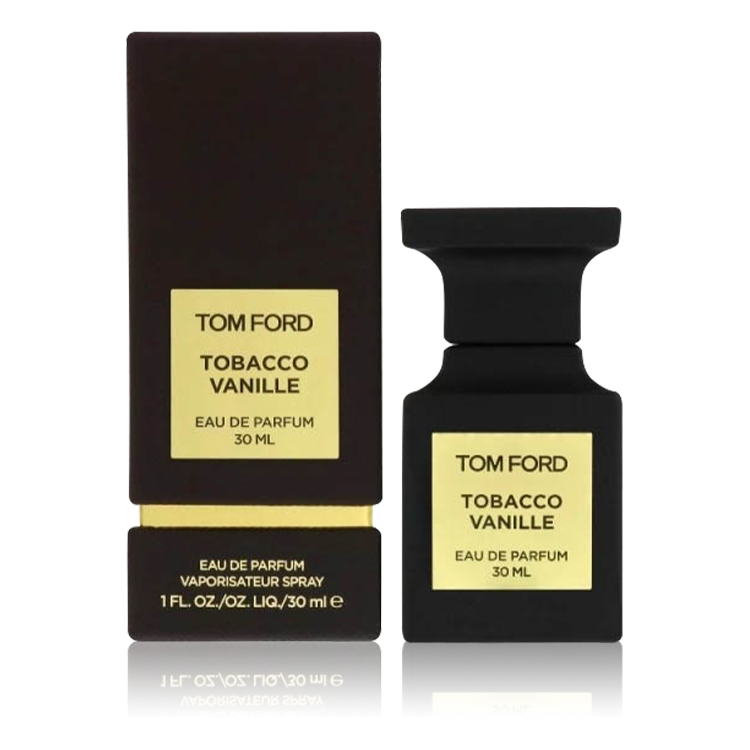 TOM FORD
TOBACCO
VANILLE
EAU DE PARFUM
30 ML
EAU DE PARFUM
VAPORISATEUR SPRAY
1 FL. OZ./OZ. LIQ./30 ml e
TOM FORD
TOBACCO
VANILLE
EAU DE PARFUM
30 ML